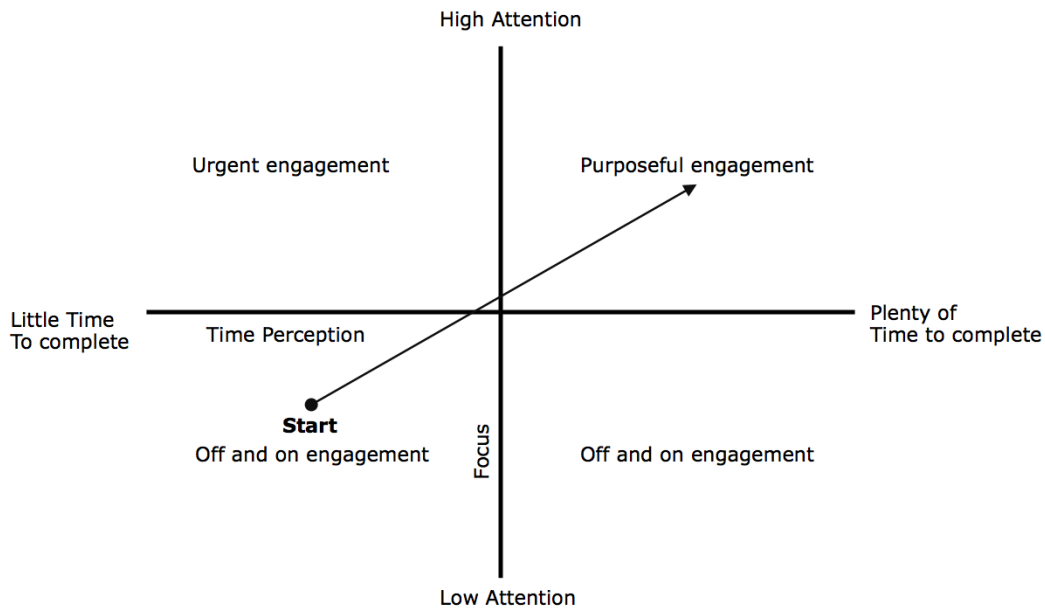 High Attention
Urgent engagement
Purposeful engagement
Little Time
To complete
Time Perception
Plenty of
Time to complete
Start
Off and on engagement
Focus
Off and on engagement
Low Attention